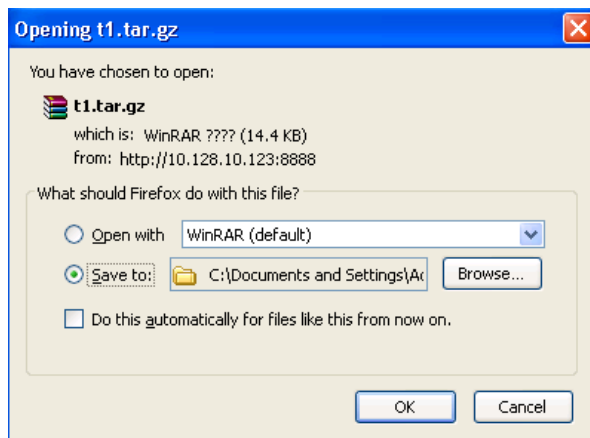 Opening t1.tar.gz
You have chosen to open:
t1.tar.gz
which is: WinRAR ???? (14.4 KB)
from: http://10.128.10.123:8888
What should Firefox do with this file?
Open with WinRAR (default)
Save to: C:\Documents and Settings\Ad Browse...
Do this automatically for files like this from now on.
OK Cancel